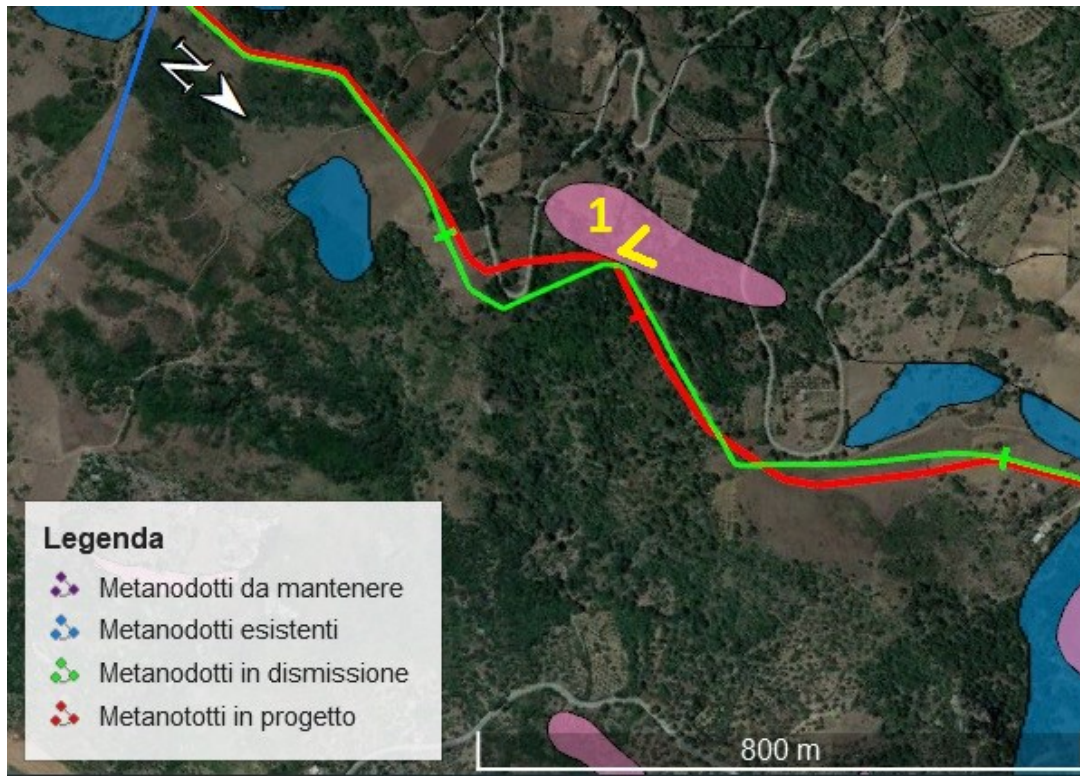 N
1
Legenda
Metanodotti da mantenere
Metanodotti esistenti
Metanodotti in dismissione
Metanototti in progetto
800 m